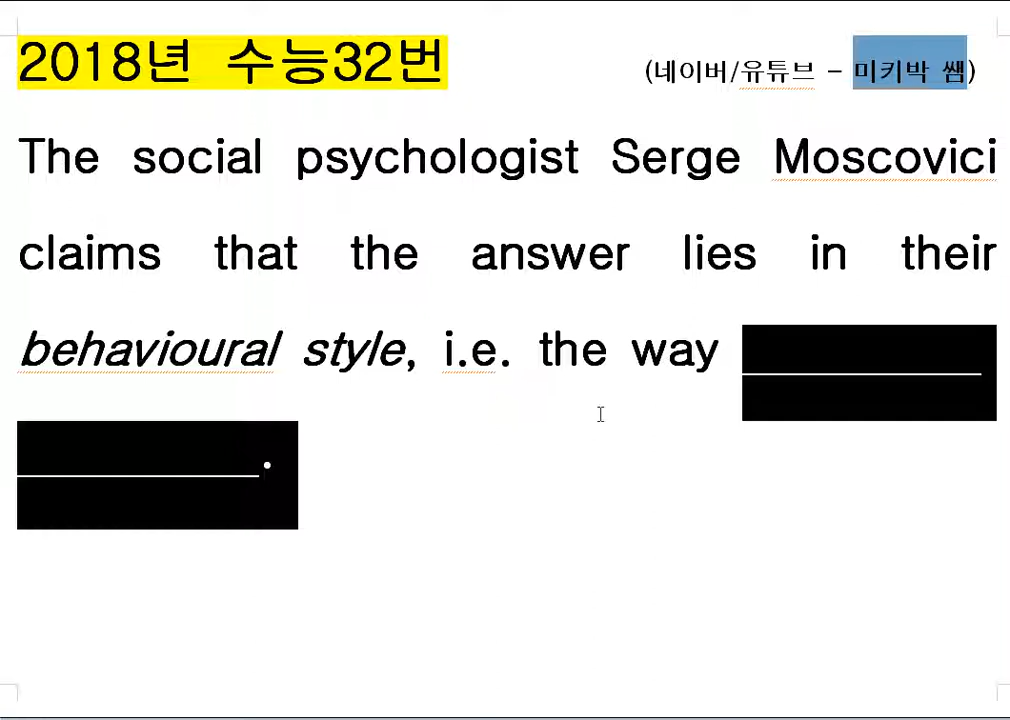 2018년 수능32번 (네이버/유튜브 - 미키박 쌤)
The social psychologist Serge Moscovici
claims that the answer lies in their
behavioural style, i.e. the way
.